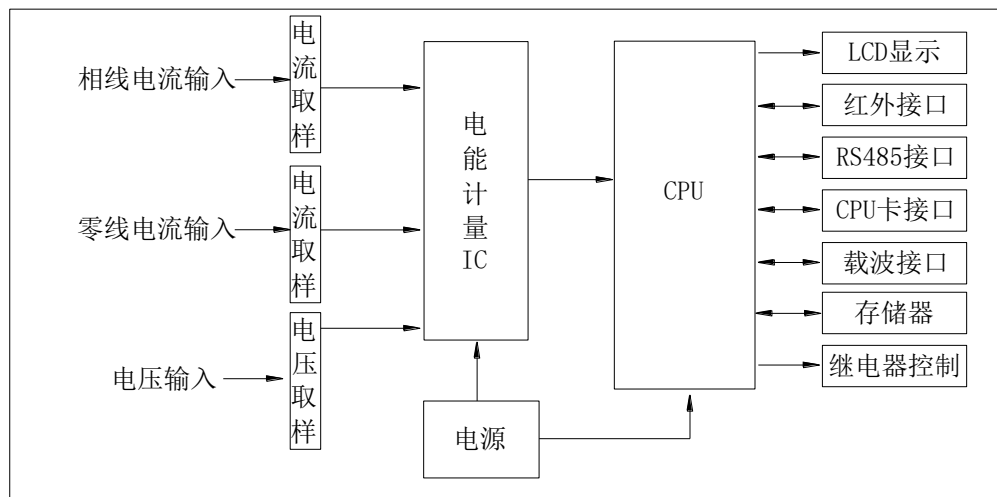 相线电流输入
电流取样
零线电流输入
电流取样
电压输入
电压取样
电能计量IC
电源
CPU
LCD显示
红外接口
RS485接口
CPU卡接口
载波接口
存储器
继电器控制